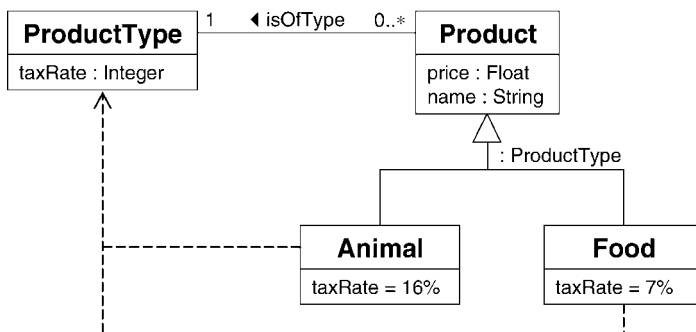 ProductType
1 ◀ isOfType 0..*
Product
taxRate : Integer
price : Float
name : String
: ProductType
Animal
Food
taxRate = 16%
taxRate = 7%